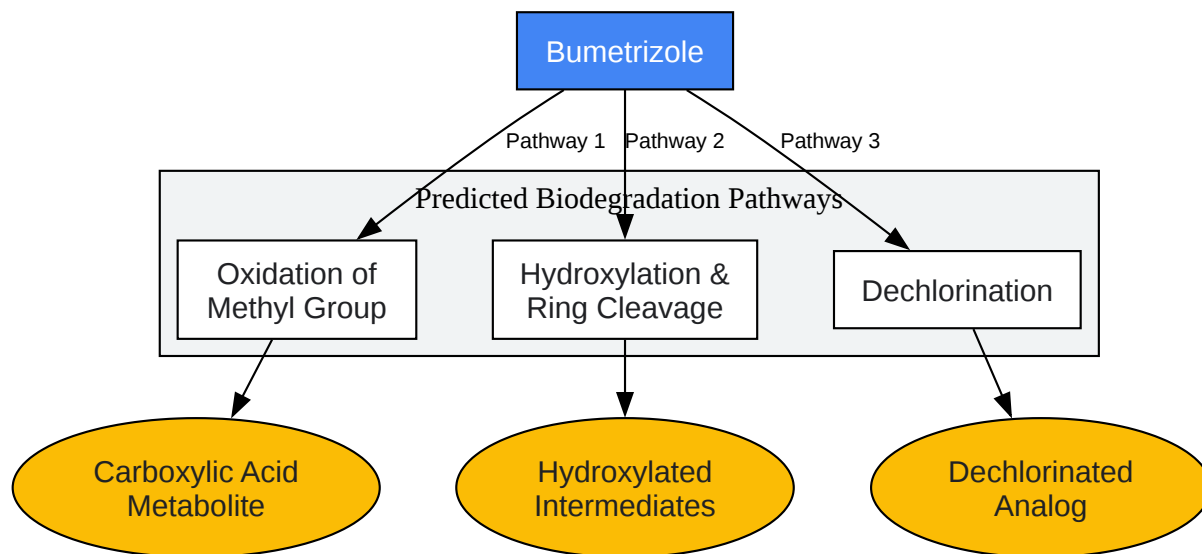 Bumetrizole
Pathway 1
Pathway 2
Pathway 3
Predicted Biodegradation Pathways
Oxidation of
Methyl Group
Hydroxylation &
Ring Cleavage
Dechlorination
Carboxylic Acid
Metabolite
Hydroxylated
Intermediates
Dechlorinated
Analog